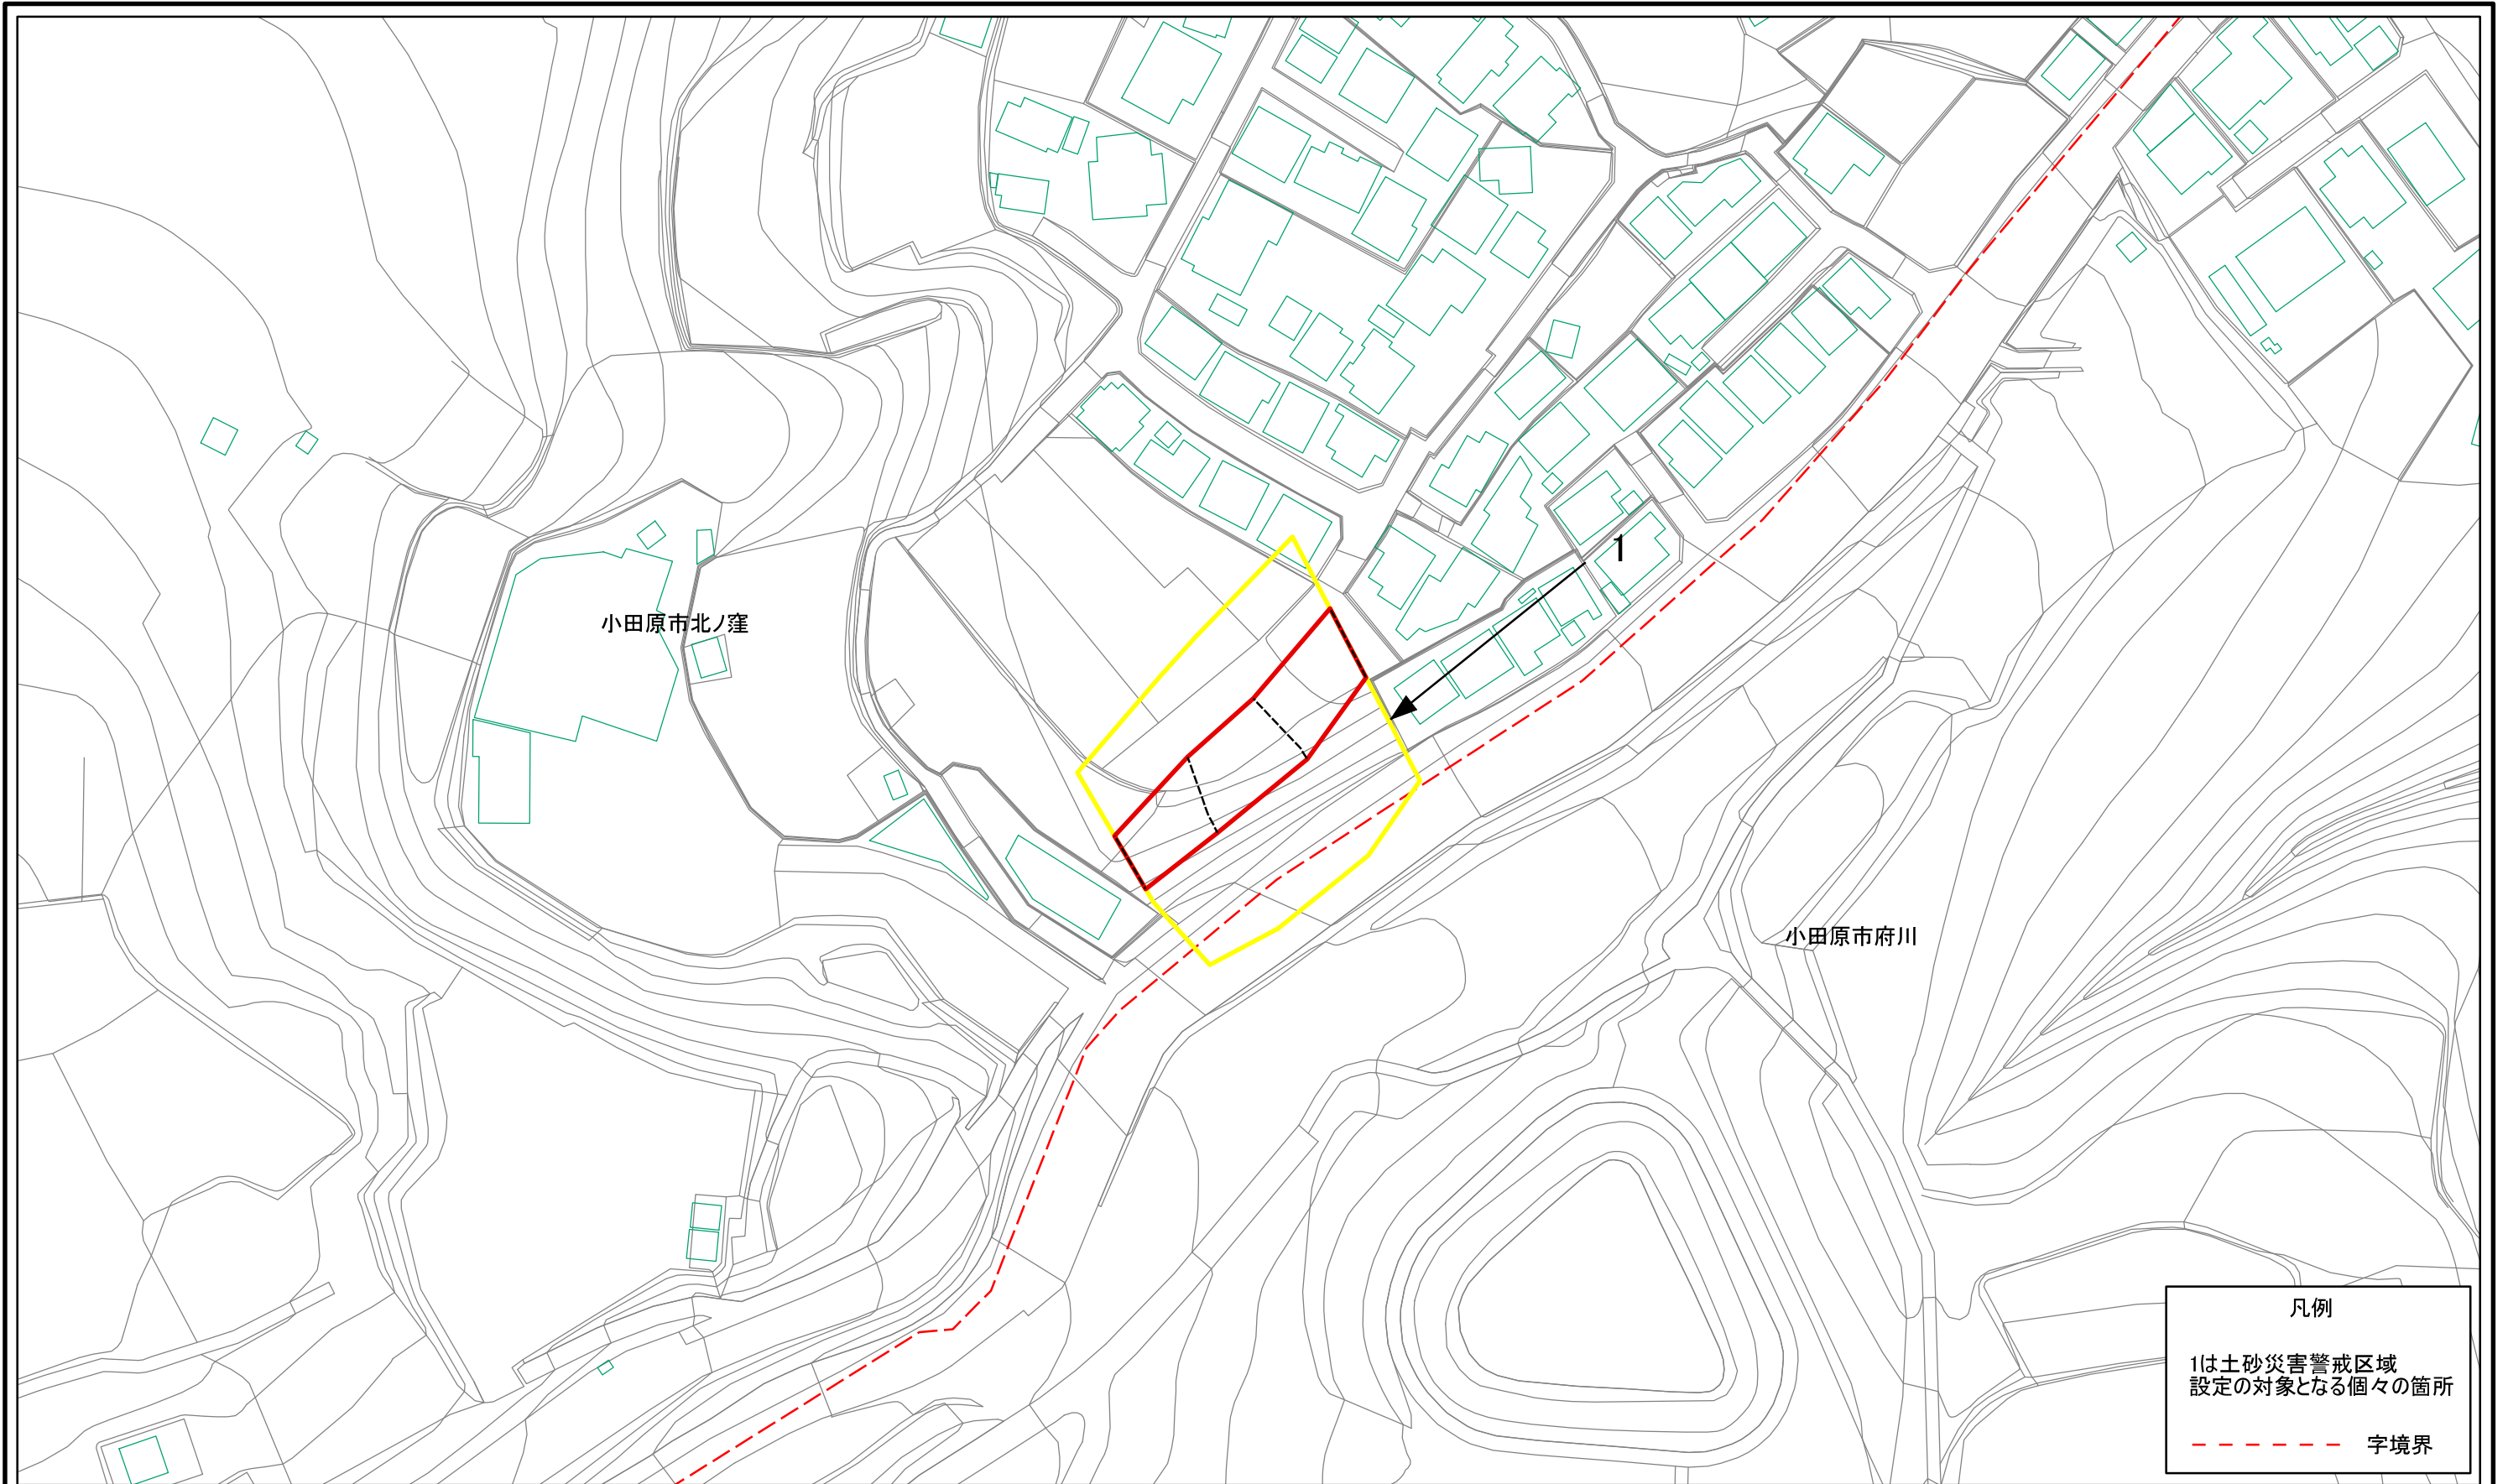 1
小田原市北ノ窪
小田原市府川
凡例
1は土砂災害警戒区域
設定の対象となる個々の箇所
字境界